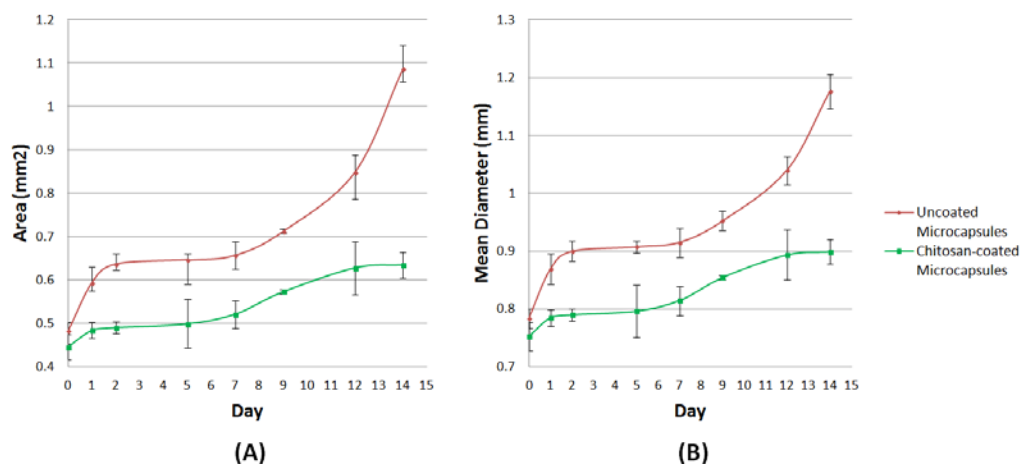 1.2
1.1
1
0.9
0.8
0.7
0.6
0.5
0.4
Area (mm2)
0 1 2 3 4 5 6 7 8 9 10 11 12 13 14 15
Day
(A)
1.3
1.2
1.1
1
0.9
0.8
0.7
Mean Diameter (mm)
0 1 2 3 4 5 6 7 8 9 10 11 12 13 14 15
Day
(B)
Uncoated
Microcapsules
Chitosan-coated
Microcapsules